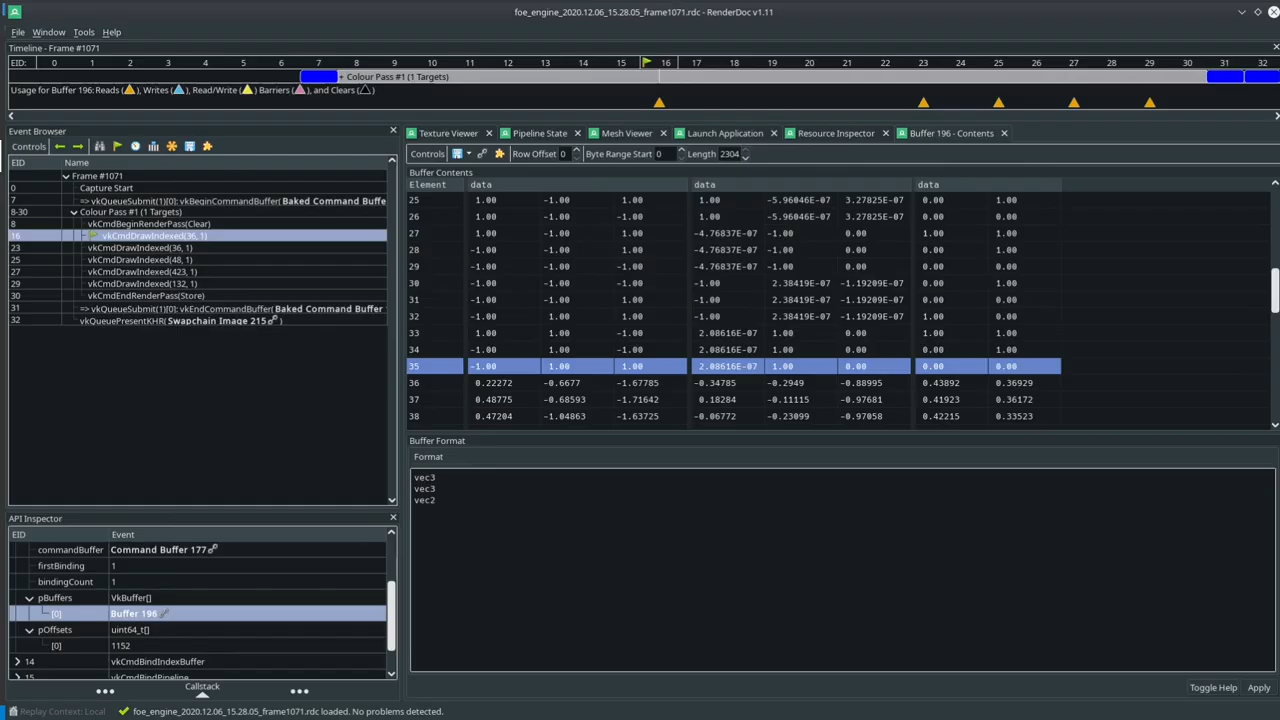 foe_engine_2020.12.06_15.28.05_frame1071.rdc - RenderDoc v1.11
File Window Tools Help
Timeline - Frame #1071
EID: 0 1 2 3 4 5 6 7 8 9 10 11 12 13 14 15 16 17 18 19 20 21 22 23 24 25 26 27 28 29 30 31 32
+ Colour Pass #1 (1 Targets)
Usage for Buffer 196: Reads ( ), Writes ( ), Read/Write ( ) Barriers ( ), and Clears ( )
Event Browser
Controls
EID Name
Frame #1071
0 Capture Start
7 => vkQueueSubmit(1)[0]: vkBeginCommandBuffer(Baked Command Buffe
8-30 Colour Pass #1 (1 Targets)
8 vkCmdBeginRenderPass(Clear)
16 vkCmdDrawIndexed(36, 1)
23 vkCmdDrawIndexed(36, 1)
25 vkCmdDrawIndexed(48, 1)
27 vkCmdDrawIndexed(423, 1)
29 vkCmdDrawIndexed(132, 1)
30 vkCmdEndRenderPass(Store)
31 => vkQueueSubmit(1)[0]: vkEndCommandBuffer(Baked Command Buffer
32 vkQueuePresentKHR(Swapchain Image 215)
API Inspector
EID Event
commandBuffer Command Buffer 177
firstBinding 1
bindingCount 1
pBuffers VkBuffer[]
[0] Buffer 196
pOffsets uint64_t[]
[0] 1152
14 vkCmdBindIndexBuffer
15 vkCmdBindPipeline
Callstack
Texture Viewer Pipeline State Mesh Viewer Launch Application Resource Inspector Buffer 196 - Contents
Controls Row Offset 0 Byte Range Start 0 Length 2304
Buffer Contents
Element data data data
25 1.00 -1.00 1.00 1.00 -5.96046E-07 3.27825E-07 0.00 1.00
26 1.00 -1.00 -1.00 1.00 -5.96046E-07 3.27825E-07 0.00 0.00
27 1.00 -1.00 1.00 -4.76837E-07 -1.00 0.00 1.00 1.00
28 -1.00 -1.00 1.00 -4.76837E-07 -1.00 0.00 0.00 1.00
29 -1.00 -1.00 -1.00 -4.76837E-07 -1.00 0.00 0.00 0.00
30 -1.00 -1.00 1.00 -1.00 2.38419E-07 -1.19209E-07 1.00 0.00
31 -1.00 1.00 1.00 -1.00 2.38419E-07 -1.19209E-07 0.00 0.00
32 -1.00 1.00 -1.00 -1.00 2.38419E-07 -1.19209E-07 0.00 1.00
33 1.00 1.00 -1.00 2.08616E-07 1.00 0.00 1.00 1.00
34 -1.00 1.00 -1.00 2.08616E-07 1.00 0.00 0.00 1.00
35 -1.00 1.00 1.00 2.08616E-07 1.00 0.00 0.00 0.00
36 0.22272 -0.6677 -1.67785 -0.34785 -0.2949 -0.88995 0.43892 0.36929
37 0.48775 -0.68593 -1.71642 0.18284 -0.11115 -0.97681 0.41923 0.36172
38 0.47204 -1.04863 -1.63725 -0.06772 -0.23099 -0.97058 0.42215 0.33523
Buffer Format
Format
vec3
vec3
vec2
Toggle Help Apply
Replay Context: Local foe_engine_2020.12.06_15.28.05_frame1071.rdc loaded. No problems detected.